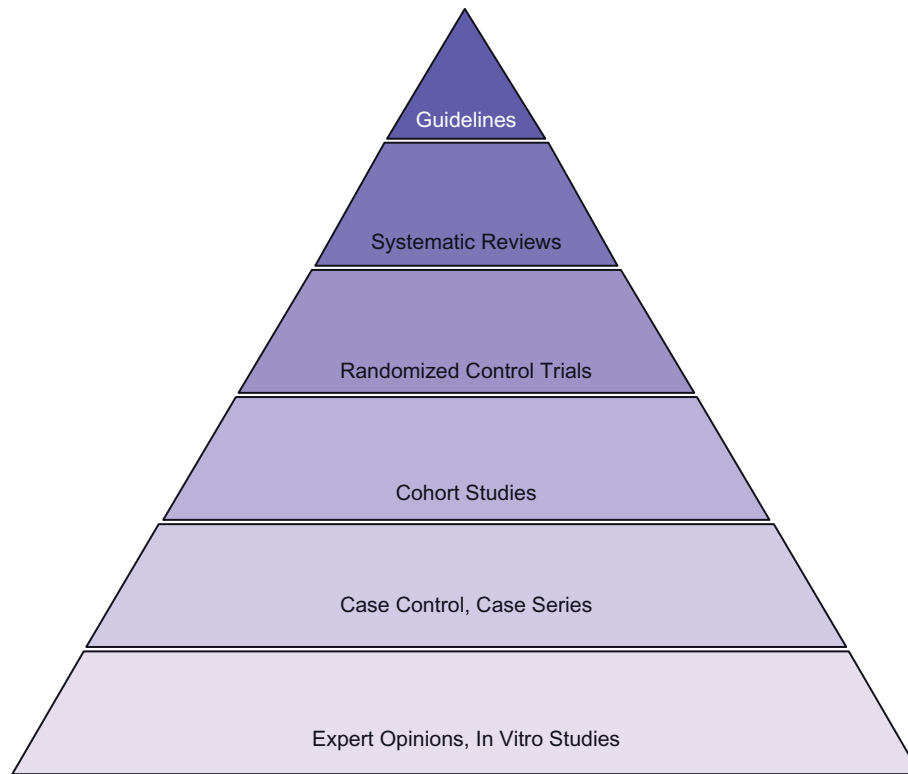 Guidelines
Systematic Reviews
Randomized Control Trials
Cohort Studies
Case Control, Case Series
Expert Opinions, In Vitro Studies